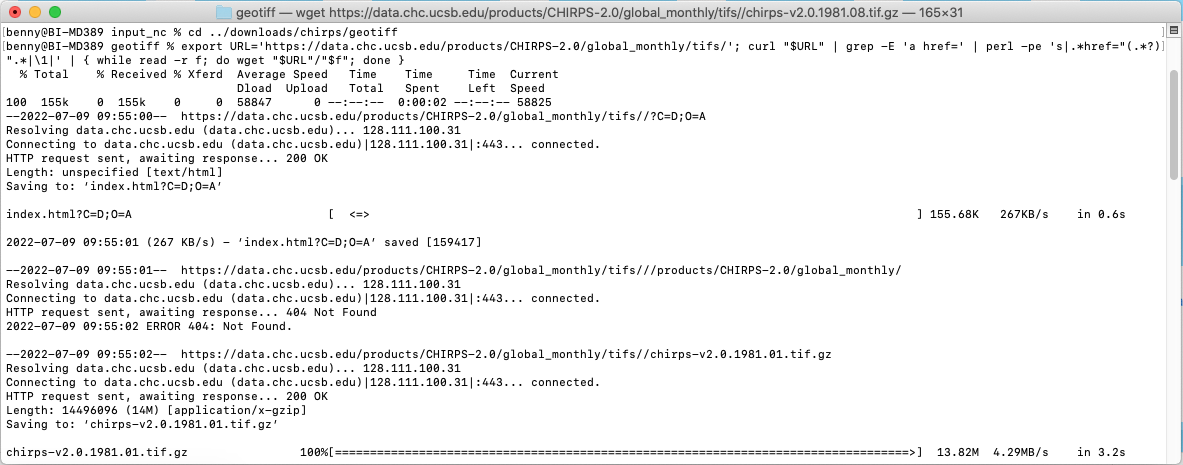 geotiff — wget https://data.chc.ucsb.edu/products/CHIRPS-2.0/global_monthly/tifs//chirps-v2.0.1981.08.tif.gz — 165×31
[benny@BI-MD389 input_nc % cd ../downloads/chirps/geotiff ]
[benny@BI-MD389 geotiff % export URL='https://data.chc.ucsb.edu/products/CHIRPS-2.0/global_monthly/tifs/'; curl "$URL" | grep -E 'a href=' | perl -pe 's|.*href="(.*?)]
".*|\1|' | { while read -r f; do wget "$URL"/"$f"; done }
  % Total    % Received % Xferd  Average Speed   Time    Time     Time  Current
                                 Dload  Upload   Total   Spent    Left  Speed
100  155k    0  155k    0     0  58847      0 --:--:--  0:00:02 --:--:-- 58825
--2022-07-09 09:55:00--  https://data.chc.ucsb.edu/products/CHIRPS-2.0/global_monthly/tifs//?C=D;O=A
Resolving data.chc.ucsb.edu (data.chc.ucsb.edu)... 128.111.100.31
Connecting to data.chc.ucsb.edu (data.chc.ucsb.edu)|128.111.100.31|:443... connected.
HTTP request sent, awaiting response... 200 OK
Length: unspecified [text/html]
Saving to: ‘index.html?C=D;O=A’
index.html?C=D;O=A                            [  <=>                                                                              ] 155.68K   267KB/s    in 0.6s
2022-07-09 09:55:01 (267 KB/s) - ‘index.html?C=D;O=A’ saved [159417]
--2022-07-09 09:55:01--  https://data.chc.ucsb.edu/products/CHIRPS-2.0/global_monthly/tifs///products/CHIRPS-2.0/global_monthly/
Resolving data.chc.ucsb.edu (data.chc.ucsb.edu)... 128.111.100.31
Connecting to data.chc.ucsb.edu (data.chc.ucsb.edu)|128.111.100.31|:443... connected.
HTTP request sent, awaiting response... 404 Not Found
2022-07-09 09:55:02 ERROR 404: Not Found.
--2022-07-09 09:55:02--  https://data.chc.ucsb.edu/products/CHIRPS-2.0/global_monthly/tifs//chirps-v2.0.1981.01.tif.gz
Resolving data.chc.ucsb.edu (data.chc.ucsb.edu)... 128.111.100.31
Connecting to data.chc.ucsb.edu (data.chc.ucsb.edu)|128.111.100.31|:443... connected.
HTTP request sent, awaiting response... 200 OK
Length: 14496096 (14M) [application/x-gzip]
Saving to: ‘chirps-v2.0.1981.01.tif.gz’
chirps-v2.0.1981.01.tif.gz                100%[==================================================================================>]  13.82M  4.29MB/s    in 3.2s